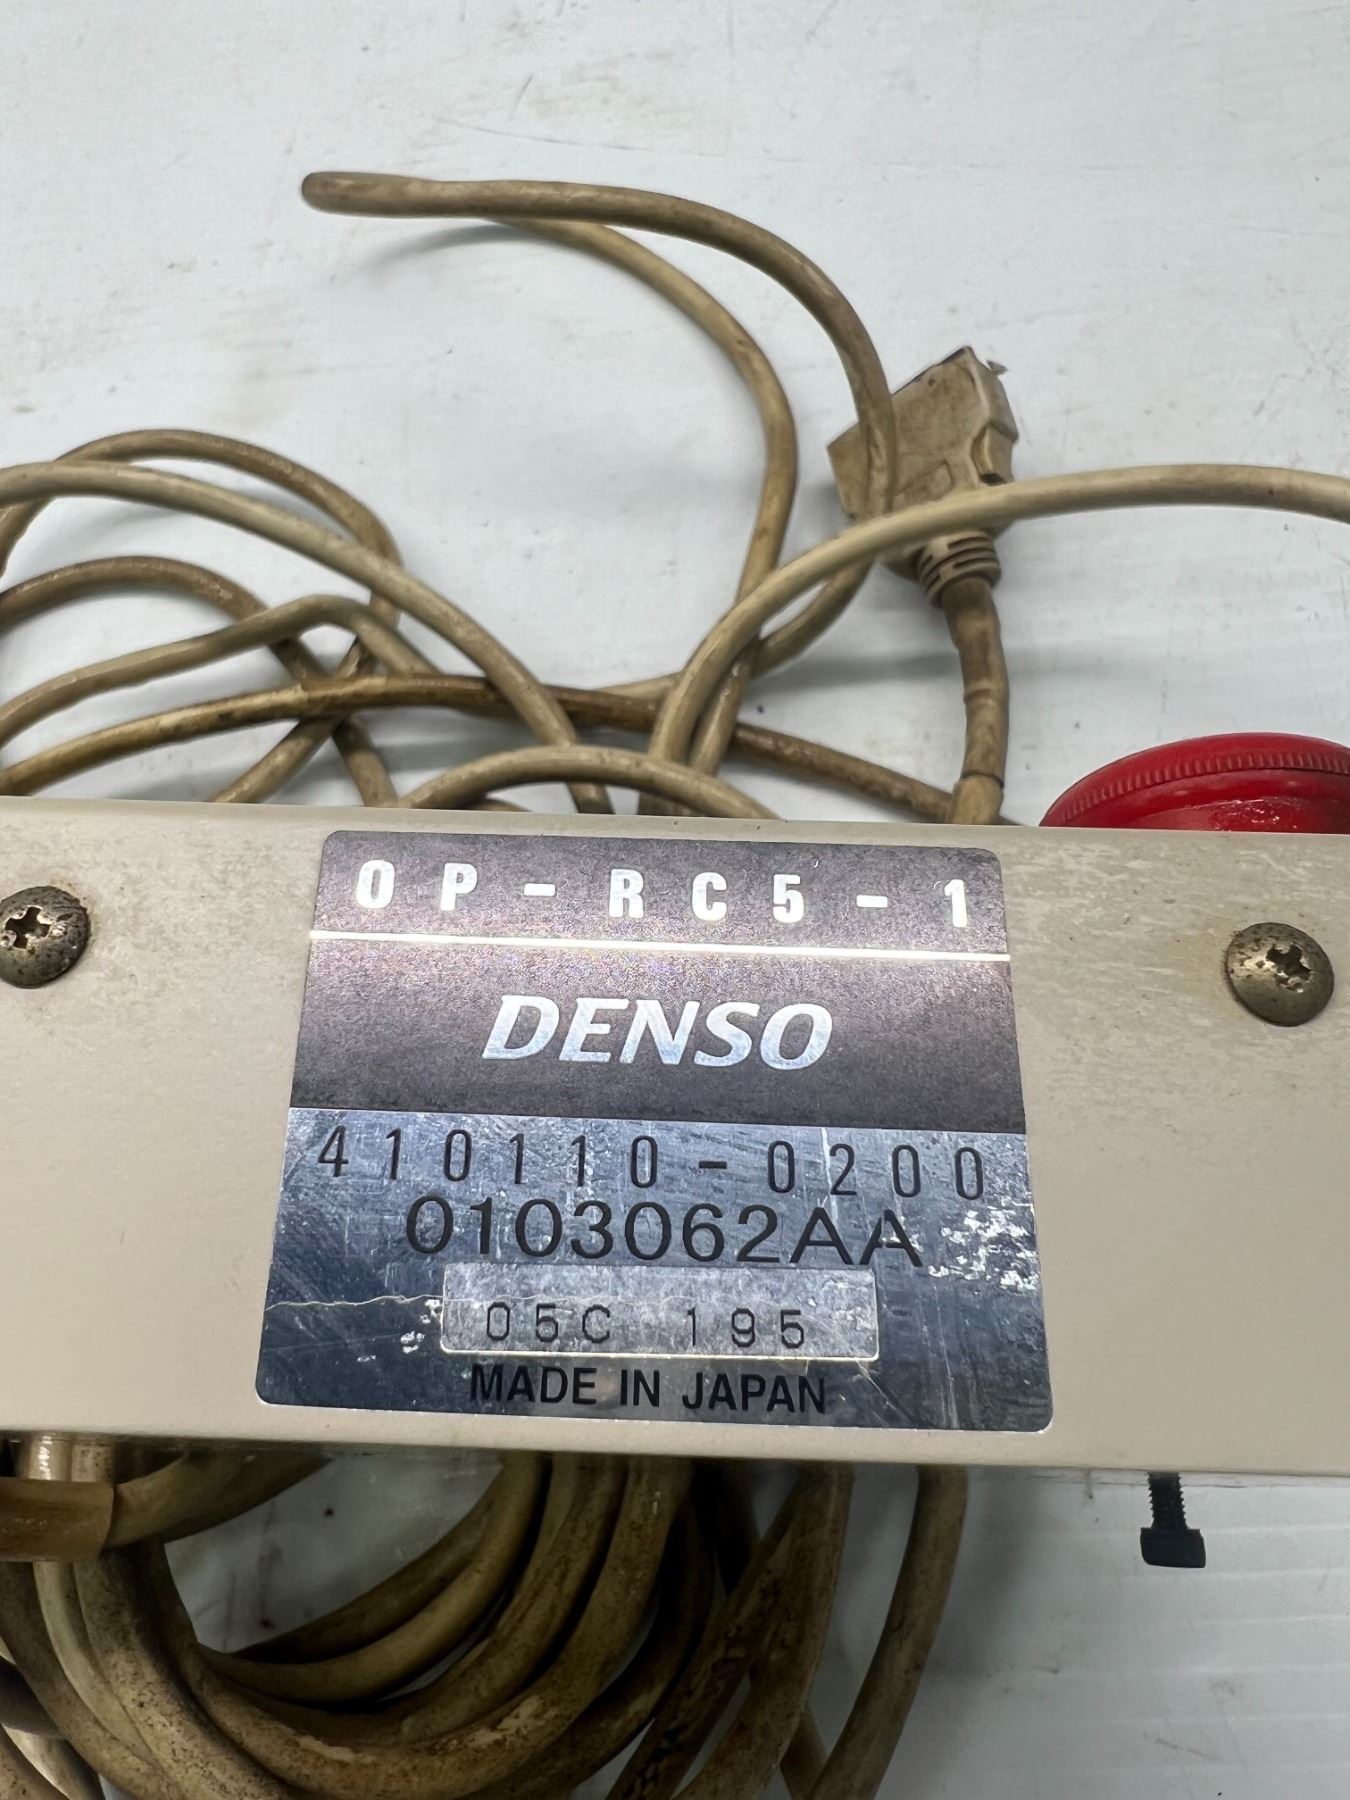 OP-RC5-1
DENSO
410110-0200
0103062AA
05C 195
MADE IN JAPAN